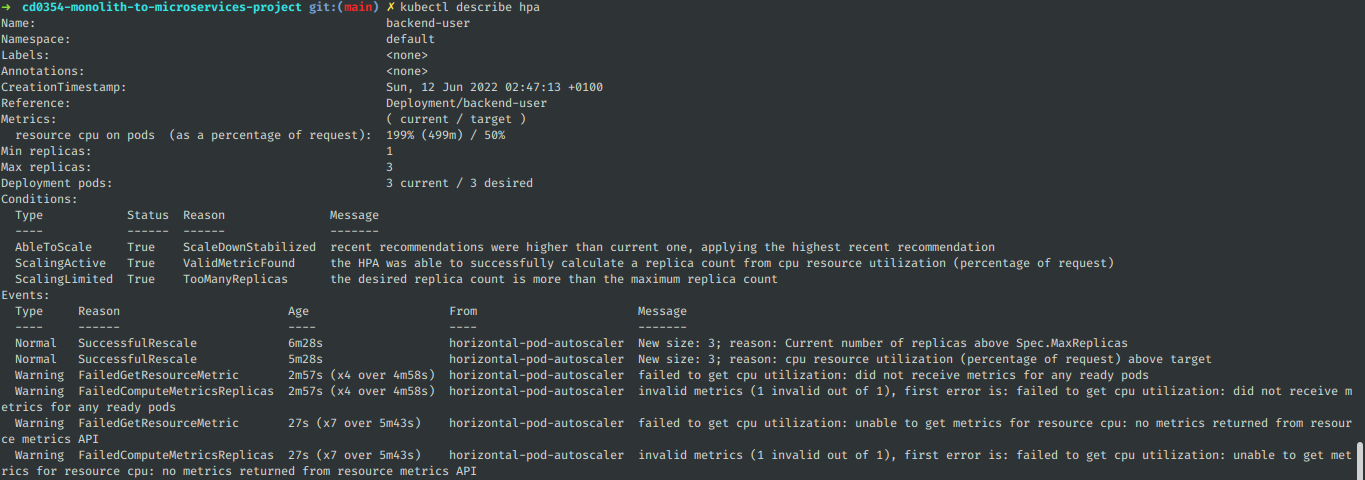 ➜  cd0354-monolith-to-microservices-project git:(main) ✗ kubectl describe hpa
Name:                                                  backend-user
Namespace:                                             default
Labels:                                                <none>
Annotations:                                           <none>
CreationTimestamp:                                     Sun, 12 Jun 2022 02:47:13 +0100
Reference:                                             Deployment/backend-user
Metrics:                                               ( current / target )
  resource cpu on pods  (as a percentage of request):  199% (499m) / 50%
Min replicas:                                          1
Max replicas:                                          3
Deployment pods:                                       3 current / 3 desired
Conditions:
  Type            Status  Reason              Message
  ----            ------  ------              -------
  AbleToScale     True    ScaleDownStabilized  recent recommendations were higher than current one, applying the highest recent recommendation
  ScalingActive   True    ValidMetricFound    the HPA was able to successfully calculate a replica count from cpu resource utilization (percentage of request)
  ScalingLimited  True    TooManyReplicas     the desired replica count is more than the maximum replica count
Events:
  Type     Reason                        Age                    From                       Message
  ----     ------                        ----                   ----                       -------
  Normal   SuccessfulRescale             6m28s                  horizontal-pod-autoscaler  New size: 3; reason: Current number of replicas above Spec.MaxReplicas
  Normal   SuccessfulRescale             5m28s                  horizontal-pod-autoscaler  New size: 3; reason: cpu resource utilization (percentage of request) above target
  Warning  FailedGetResourceMetric       2m57s (x4 over 4m58s)  horizontal-pod-autoscaler  failed to get cpu utilization: did not receive metrics for any ready pods
  Warning  FailedComputeMetricsReplicas  2m57s (x4 over 4m58s)  horizontal-pod-autoscaler  invalid metrics (1 invalid out of 1), first error is: failed to get cpu utilization: did not receive m
etrics for any ready pods
  Warning  FailedGetResourceMetric       27s (x7 over 5m43s)    horizontal-pod-autoscaler  failed to get cpu utilization: unable to get metrics for resource cpu: no metrics returned from resour
ce metrics API
  Warning  FailedComputeMetricsReplicas  27s (x7 over 5m43s)    horizontal-pod-autoscaler  invalid metrics (1 invalid out of 1), first error is: failed to get cpu utilization: unable to get met
rics for resource cpu: no metrics returned from resource metrics API